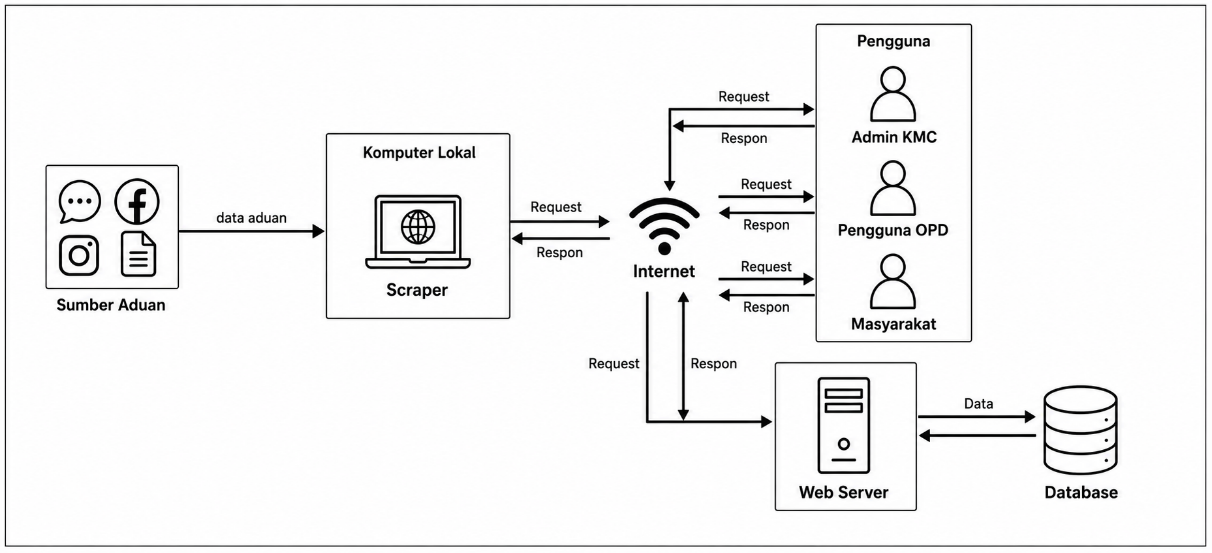 Pengguna
Request
Respon
Admin KMC
Komputer Lokal
data aduan
Request
Respon
Request
Respon
Pengguna OPD
Scraper
Sumber Aduan
Internet
Request
Respon
Masyarakat
Request
Respon
Data
Web Server
Database